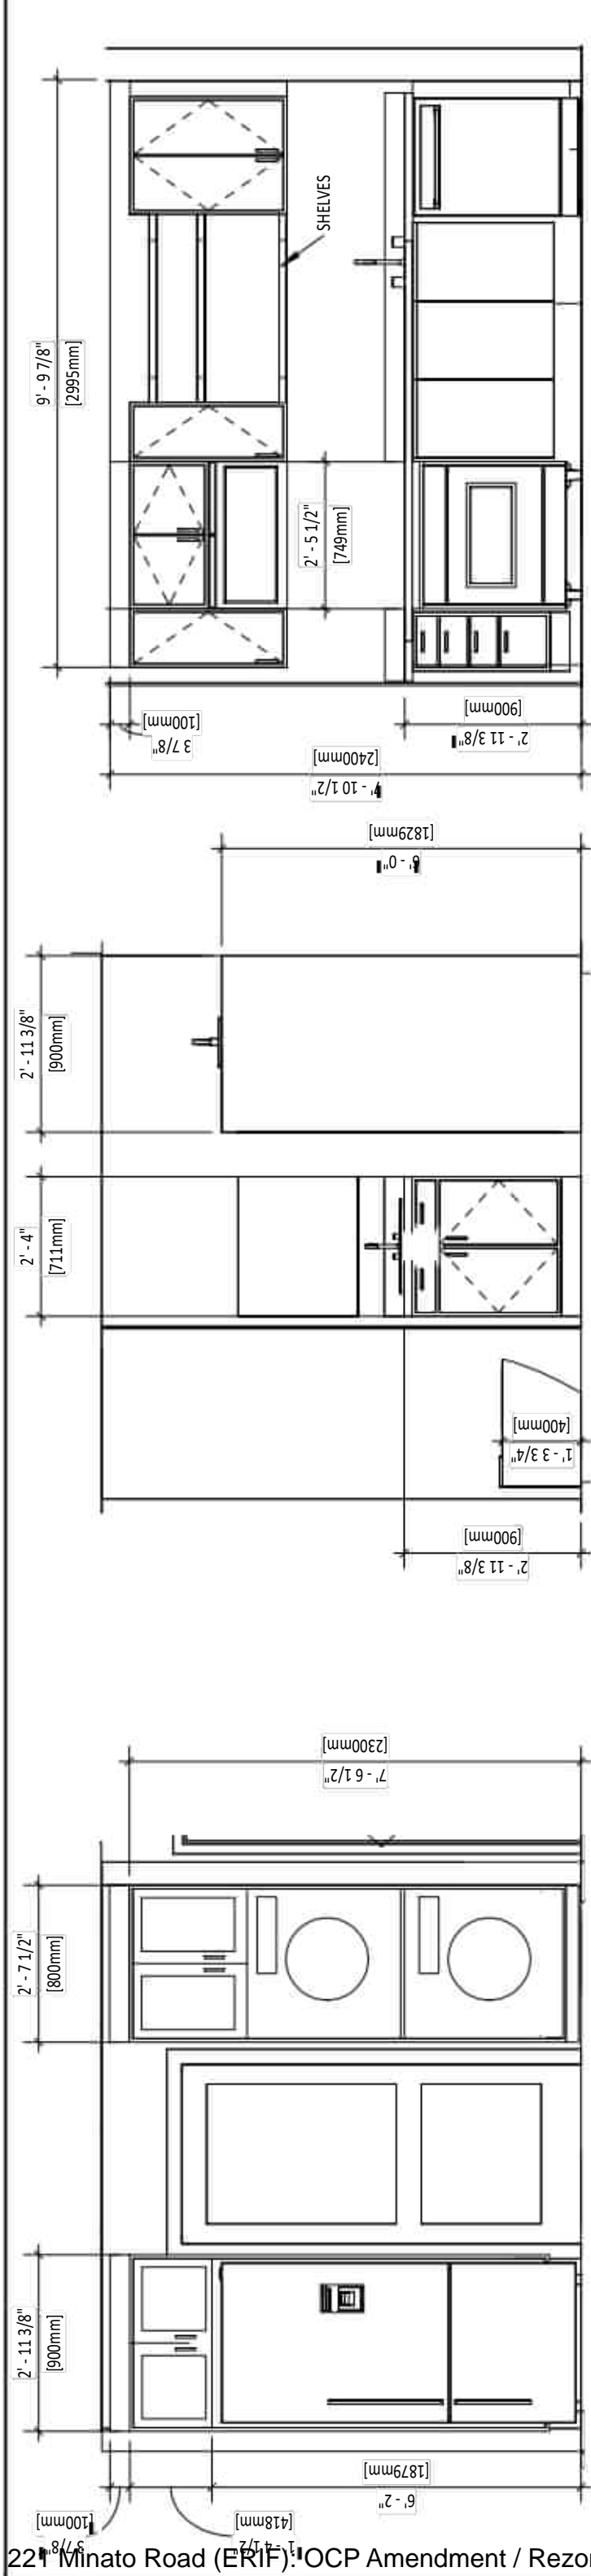 9' - 9 7/8"
[2995mm]
SHELVES
2' - 5 1/2"
[749mm]
[100mm]
3 7/8"
[900mm]
2' - 11 3/8"
[2400mm]
7' - 10 1/2"
[1829mm]
6' - 0"
2' - 11 3/8"
[900mm]
2' - 4"
[711mm]
[400mm]
1' - 3 3/4"
[900mm]
2' - 11 3/8"
[2300mm]
7' - 6 1/2"
2' - 7 1/2"
[800mm]
2' - 11 3/8"
[900mm]
[1879mm]
6' - 2"
[100mm]
3 7/8"
[418mm]
1' - 4 1/2"
221 Minato Road (ERIF): OCP Amendment / Rezon